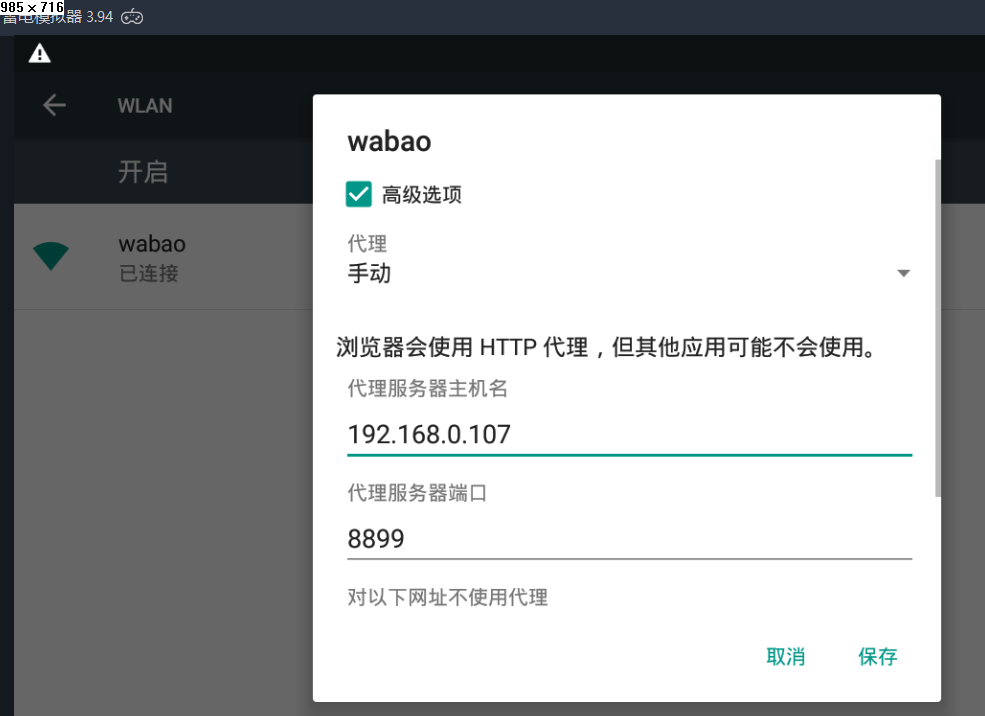 985 × 716
雷电模拟器 3.94
WLAN
开启
wabao
已连接
wabao
高级选项
代理
手动
浏览器会使用 HTTP 代理，但其他应用可能不会使用。
代理服务器主机名
192.168.0.107
代理服务器端口
8899
对以下网址不使用代理
取消
保存